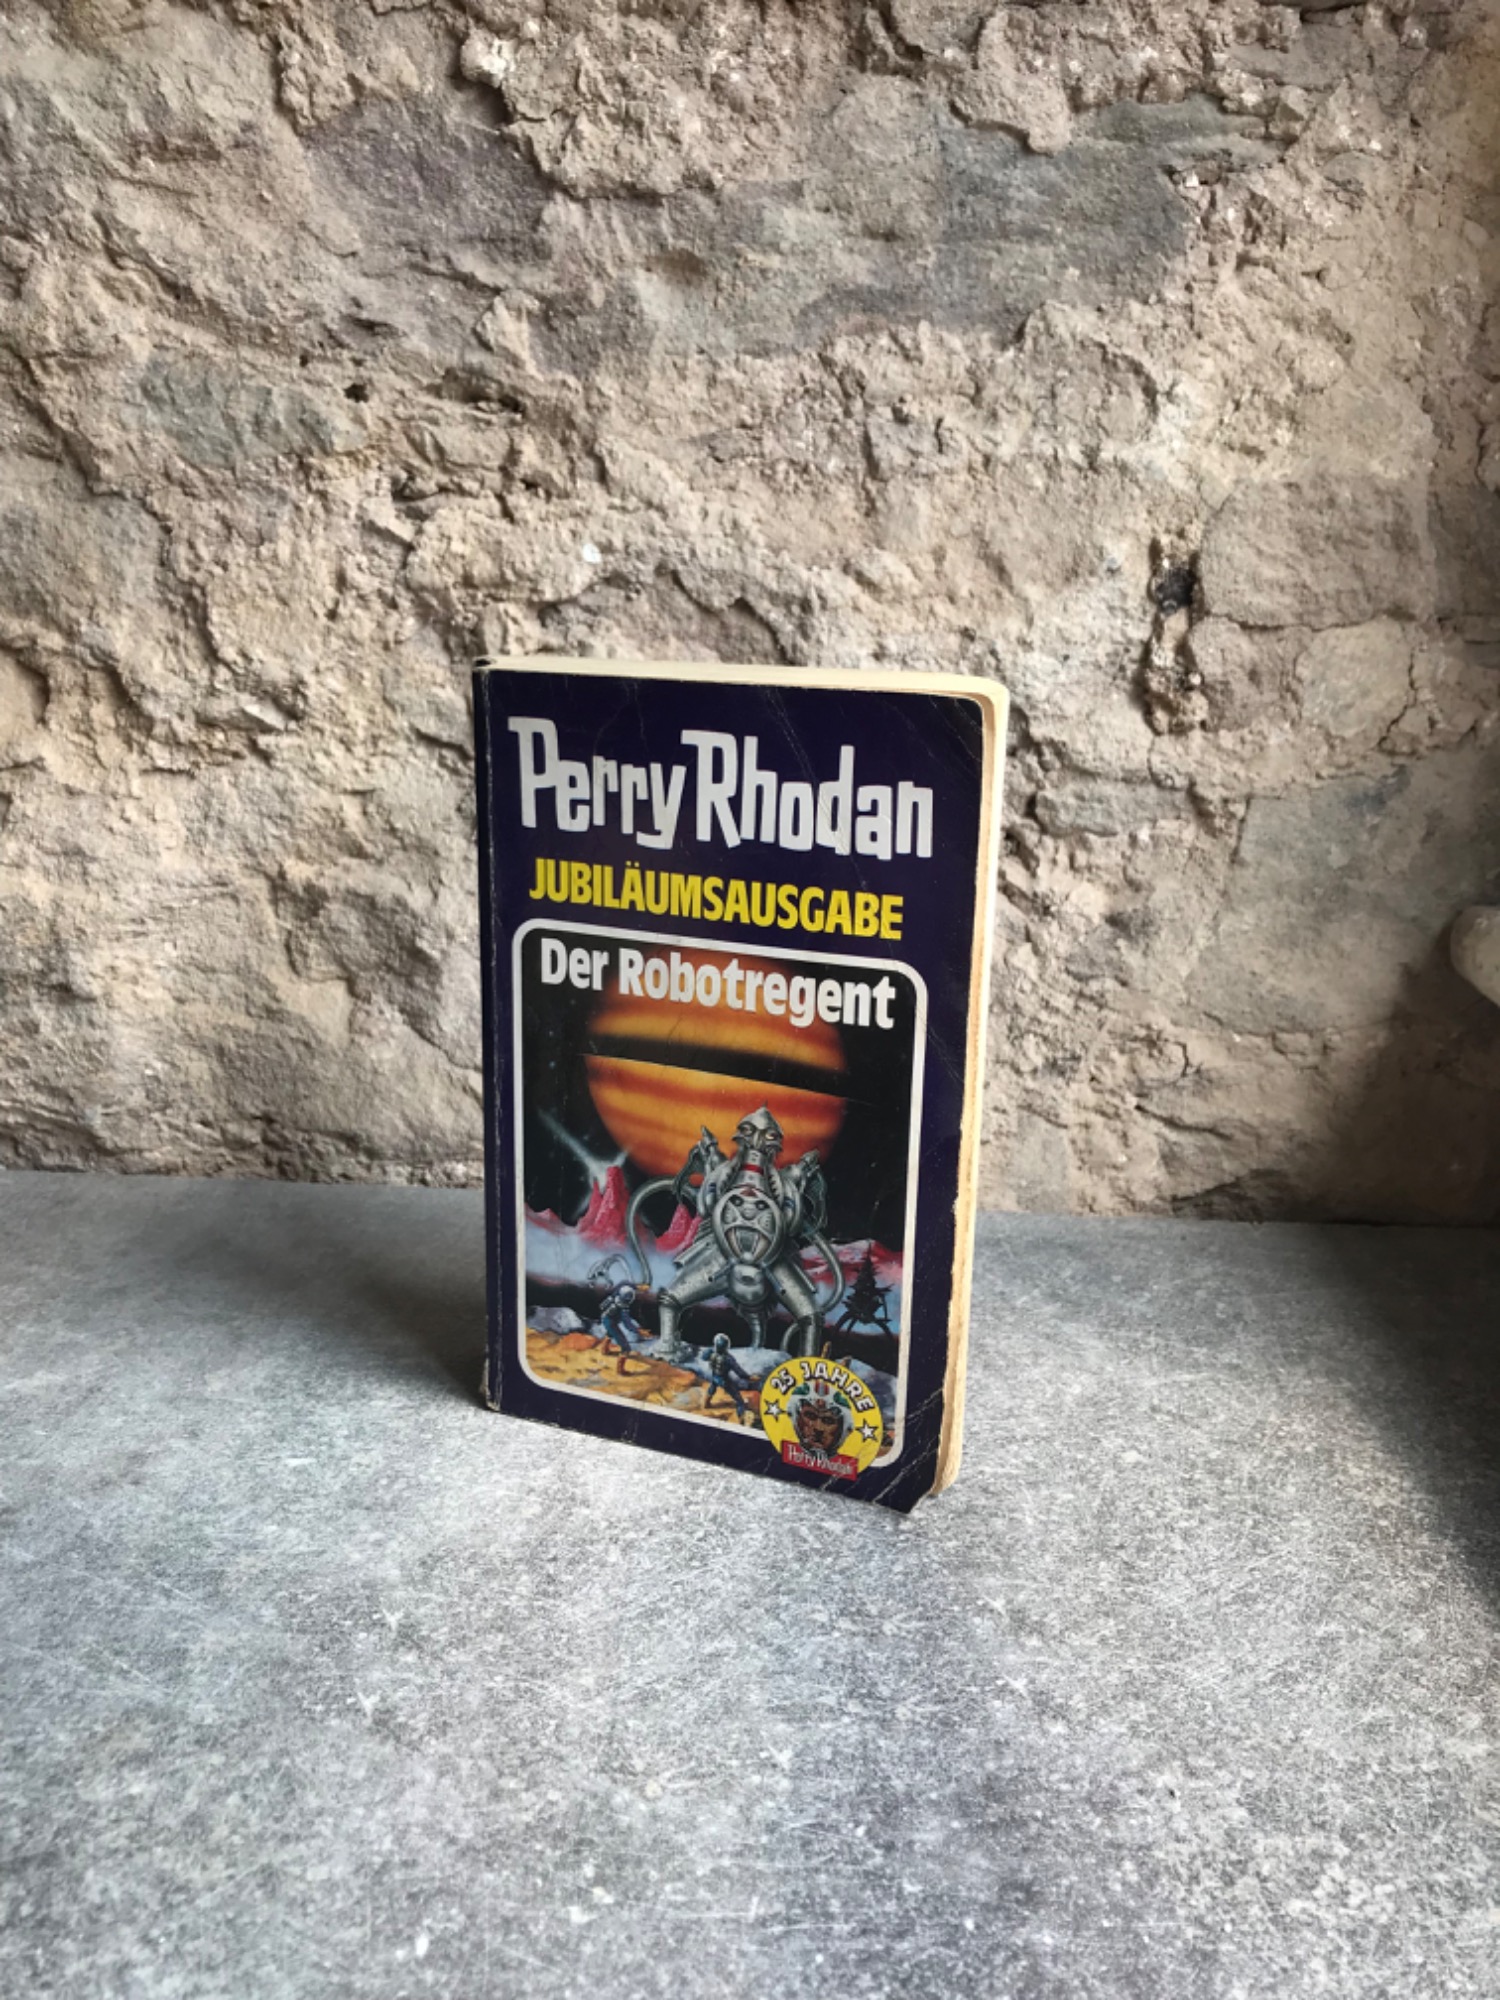 Perry Rhodan
JUBILÄUMSAUSGABE
Der Robotregent
25 JAHRE
Perry Rhodan